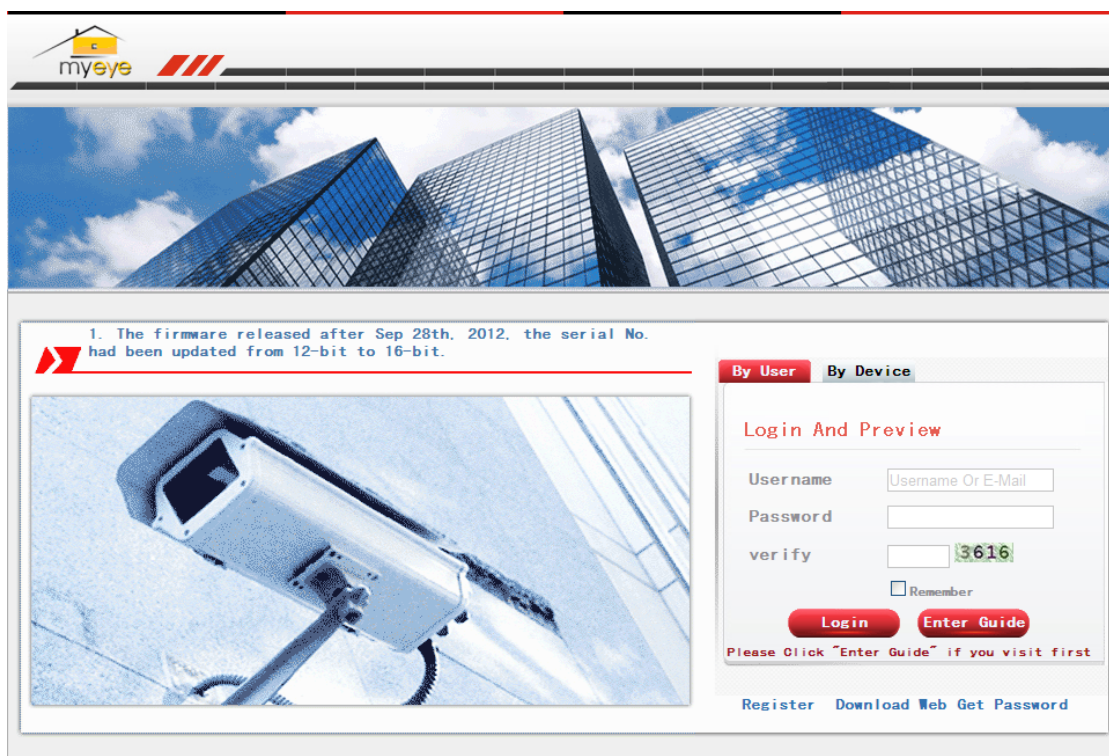 myeye
1. The firmware released after Sep 28th, 2012, the serial No.
had been updated from 12-bit to 16-bit.
By User By Device
Login And Preview
Username Username Or E-Mail
Password
verify 3616
Remember
Login Enter Guide
Please Click "Enter Guide" if you visit first
Register Download Web Get Password